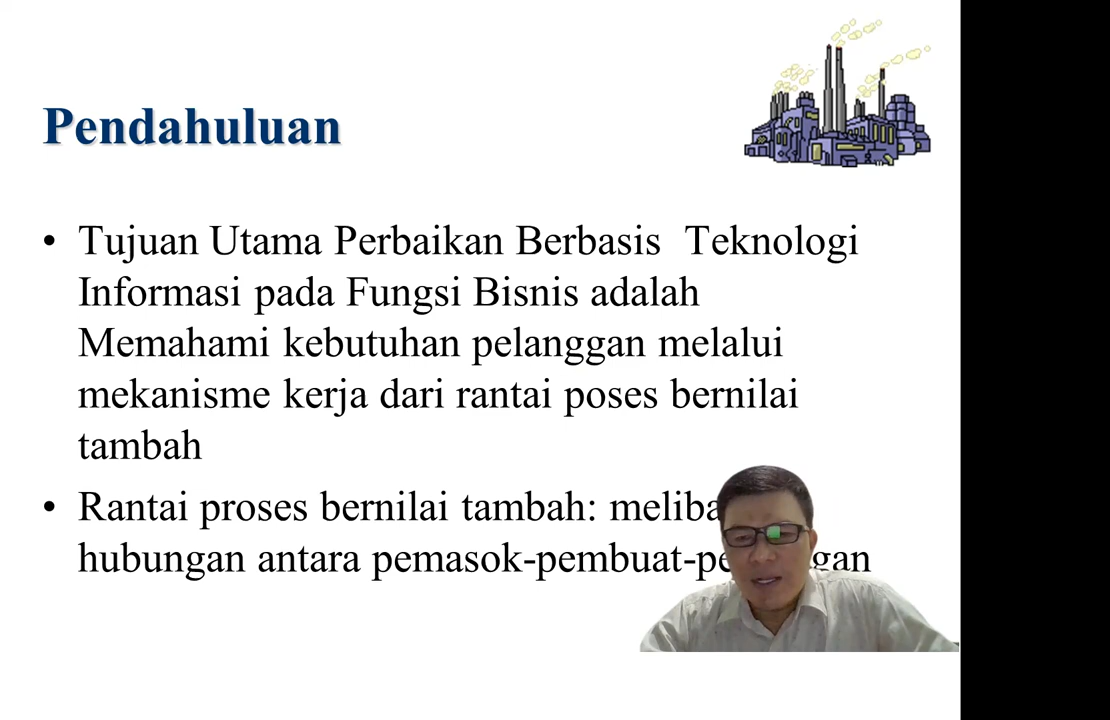 Pendahuluan
• Tujuan Utama Perbaikan Berbasis Teknologi
Informasi pada Fungsi Bisnis adalah
Memahami kebutuhan pelanggan melalui
mekanisme kerja dari rantai poses bernilai
tambah
• Rantai proses bernilai tambah:
hubungan antara